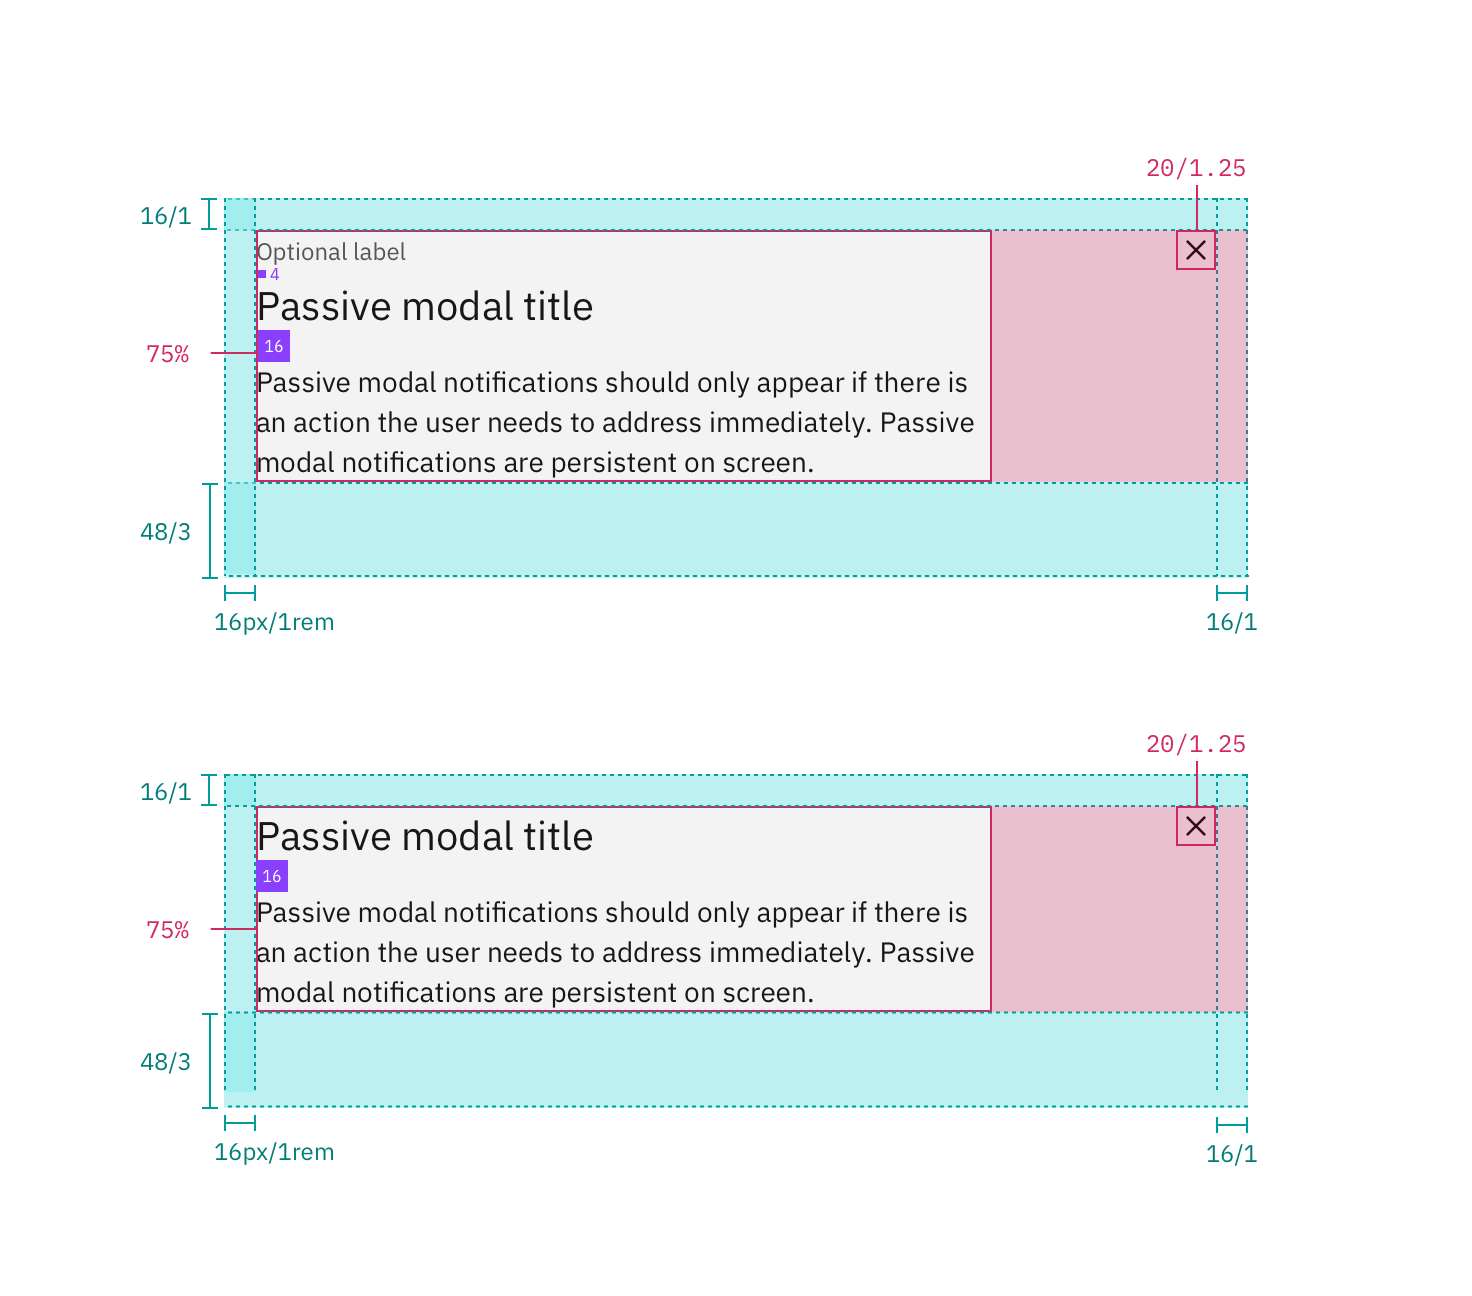 20/1.25
16/1
Optional label
4
Passive modal title
16
75%
Passive modal notifications should only appear if there is
an action the user needs to address immediately. Passive
modal notifications are persistent on screen.
48/3
16px/1rem
16/1
20/1.25
16/1
Passive modal title
16
Passive modal notifications should only appear if there is
75%
an action the user needs to address immediately. Passive
modal notifications are persistent on screen.
48/3
16px/1rem
16/1